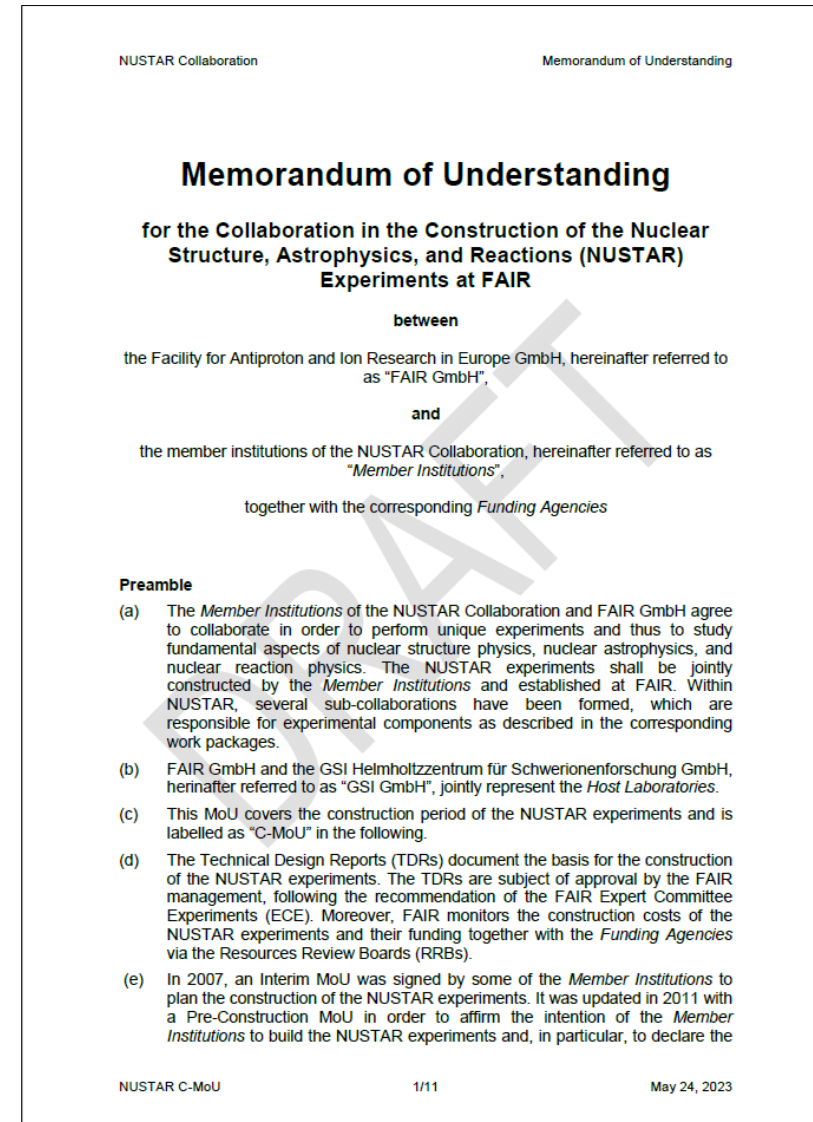 NUSTAR Collaboration Memorandum of Understanding
Memorandum of Understanding
for the Collaboration in the Construction of the Nuclear
Structure, Astrophysics, and Reactions (NUSTAR)
Experiments at FAIR
between
the Facility for Antiproton and Ion Research in Europe GmbH, hereinafter referred to
as “FAIR GmbH”,
and
the member institutions of the NUSTAR Collaboration, hereinafter referred to as
“Member Institutions”,
together with the corresponding Funding Agencies
DRAFT
Preamble
(a) The Member Institutions of the NUSTAR Collaboration and FAIR GmbH agree
to collaborate in order to perform unique experiments and thus to study
fundamental aspects of nuclear structure physics, nuclear astrophysics, and
nuclear reaction physics. The NUSTAR experiments shall be jointly
constructed by the Member Institutions and established at FAIR. Within
NUSTAR, several sub-collaborations have been formed, which are
responsible for experimental components as described in the corresponding
work packages.
(b) FAIR GmbH and the GSI Helmholtzzentrum für Schwerionenforschung GmbH,
herinafter referred to as “GSI GmbH”, jointly represent the Host Laboratories.
(c) This MoU covers the construction period of the NUSTAR experiments and is
labelled as “C-MoU” in the following.
(d) The Technical Design Reports (TDRs) document the basis for the construction
of the NUSTAR experiments. The TDRs are subject of approval by the FAIR
management, following the recommendation of the FAIR Expert Committee
Experiments (ECE). Moreover, FAIR monitors the construction costs of the
NUSTAR experiments and their funding together with the Funding Agencies
via the Resources Review Boards (RRBs).
(e) In 2007, an Interim MoU was signed by some of the Member Institutions to
plan the construction of the NUSTAR experiments. It was updated in 2011 with
a Pre-Construction MoU in order to affirm the intention of the Member
Institutions to build the NUSTAR experiments and, in particular, to declare the
NUSTAR C-MoU 1/11 May 24, 2023